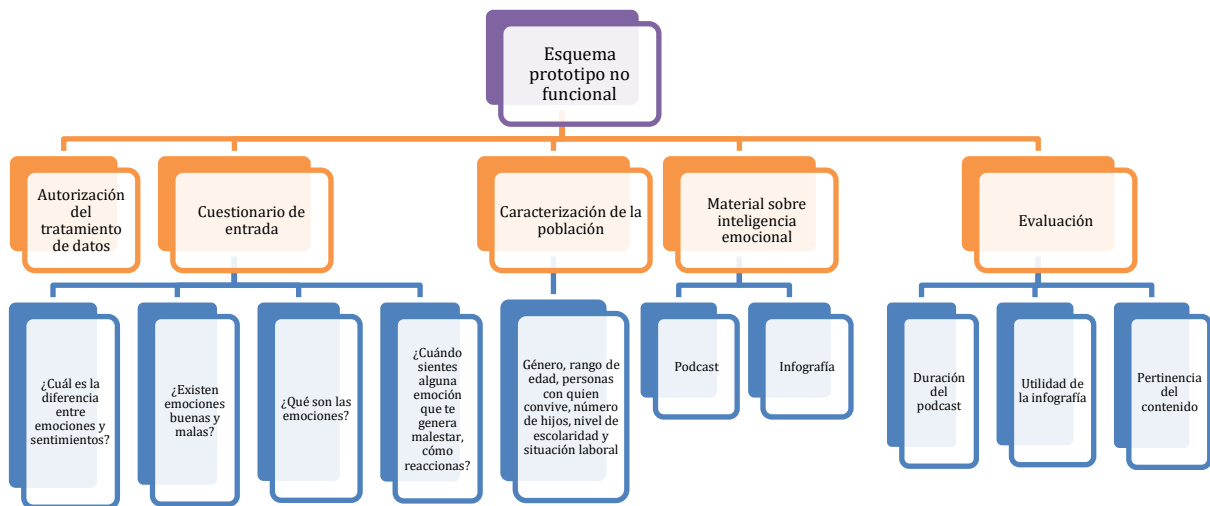 Esquema
prototipo no
funcional
Autorización
del
tratamiento
de datos
Cuestionario de
entrada
Caracterización de la
población
Material sobre
inteligencia
emocional
Evaluación
¿Cuál es la
diferencia
entre
emociones y
sentimientos?
¿Existen
emociones
buenas y
malas?
¿Qué son las
emociones?
¿Cuándo
sientes
alguna
emoción
que te
genera
malestar,
cómo
reaccionas?
Género, rango de
edad, personas
con quien
convive, número
de hijos, nivel de
escolaridad y
situación laboral
Podcast
Infografía
Duración
del
podcast
Utilidad de
la infografía
Pertinencia
del
contenido